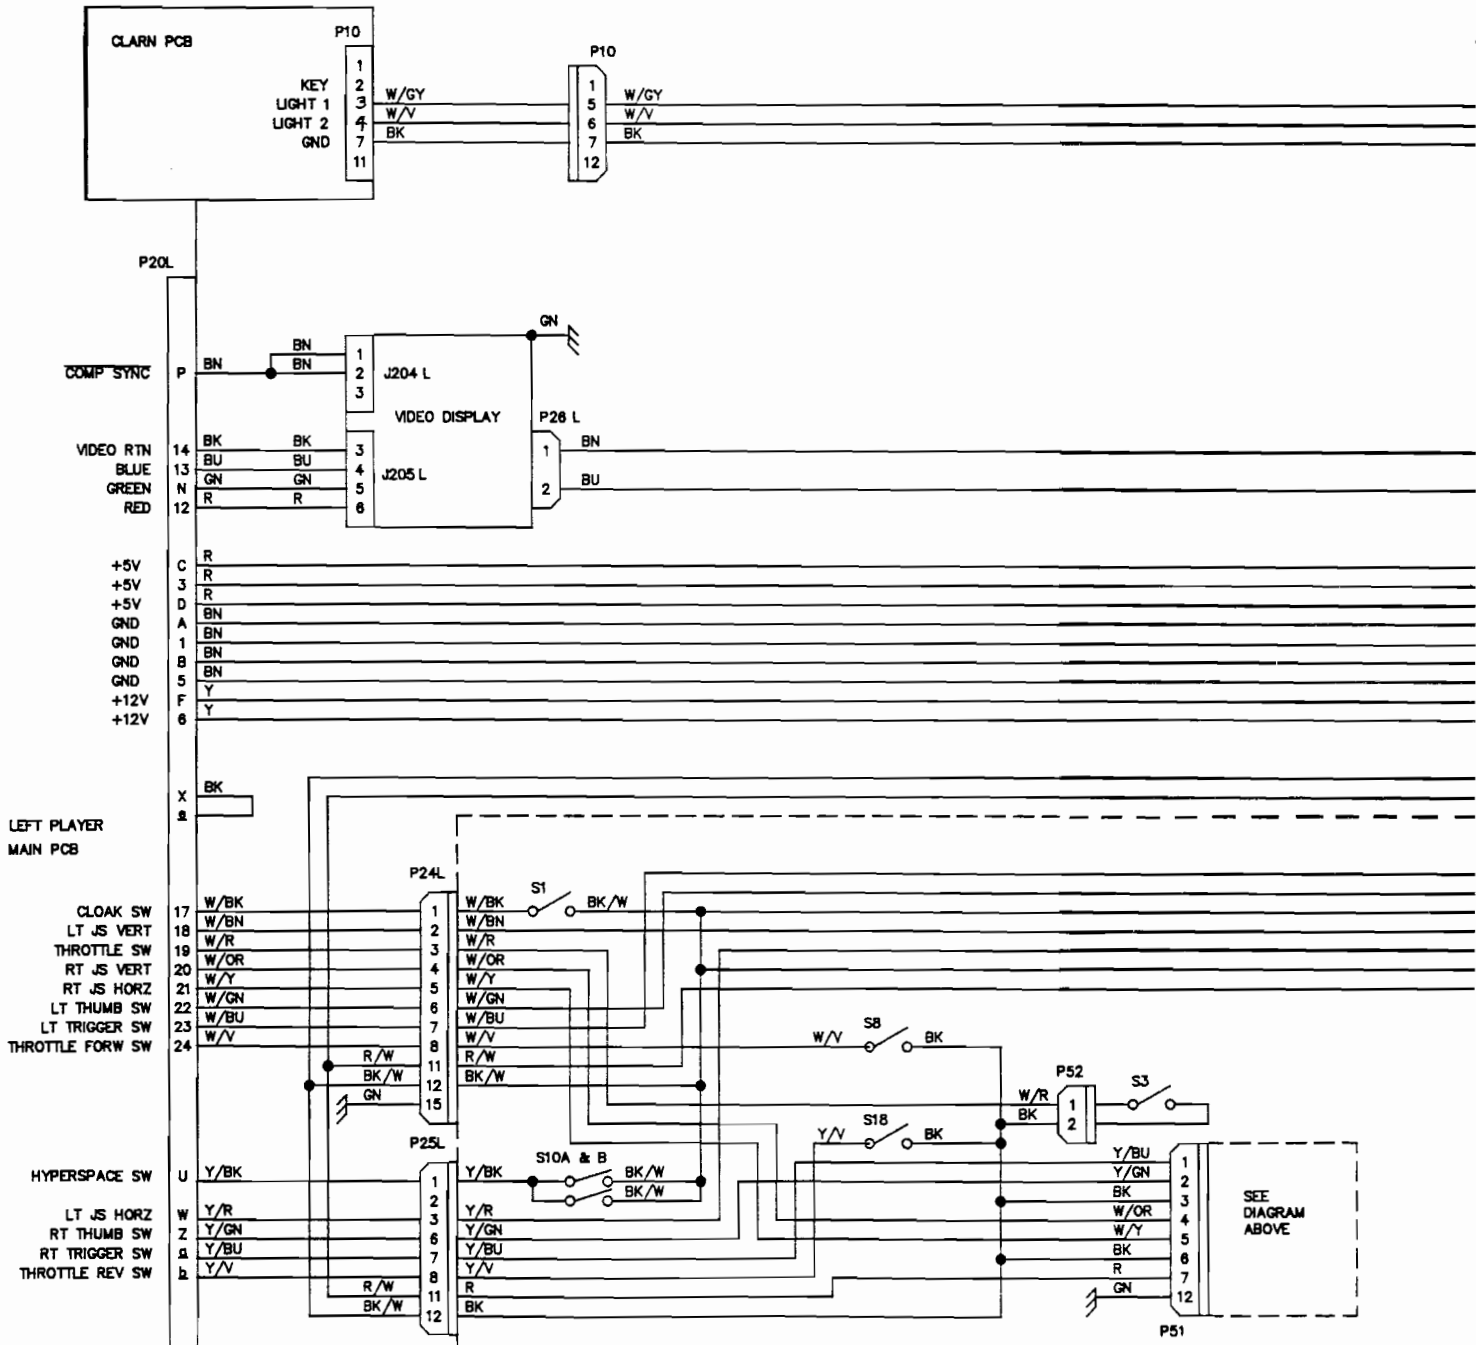 CLARN PCB
P10
1
KEY 2
LIGHT 1 3 W/GY
LIGHT 2 4 W/V
GND 7 BK
11
P10
1
5 W/GY
6 W/V
7 BK
12
P20L
COMP SYNC P BN
BN 1
BN 2
3
J204 L
GN
VIDEO DISPLAY
P26 L
1 BN
2 BU
VIDEO RTN 14 BK BK 3
BLUE 13 BU BU 4
GREEN N GN GN 5
RED 12 R R 6
J205 L
+5V C R
+5V 3 R
+5V D R
GND A BN
GND 1 BN
GND B BN
GND 5 BN
+12V F Y
+12V 6 Y
X BK
e
LEFT PLAYER
MAIN PCB
P24L
CLOAK SW 17 W/BK 1 W/BK S1 BK/W
LT JS VERT 18 W/BN 2 W/BN
THROTTLE SW 19 W/R 3 W/R
RT JS VERT 20 W/OR 4 W/OR
RT JS HORZ 21 W/Y 5 W/Y
LT THUMB SW 22 W/GN 6 W/GN
LT TRIGGER SW 23 W/BU 7 W/BU
THROTTLE FORW SW 24 W/V 8 W/V W/V S8 BK
R/W 11 R/W
BK/W 12 BK/W
GN 15
P52
W/R 1 S3
BK 2
P25L
Y/V S18 BK
HYPERSPACE SW U Y/BK 1 Y/BK S10A & B BK/W
2 BK/W
LT JS HORZ W Y/R 3 Y/R
RT THUMB SW Z Y/GN 6 Y/GN
RT TRIGGER SW a Y/BU 7 Y/BU
THROTTLE REV SW b Y/V 8 Y/V
R/W 11 R
BK/W 12 BK
Y/BU 1
Y/GN 2
BK 3
W/OR 4
W/Y 5
BK 6
R 7
GN 12
P51
SEE
DIAGRAM
ABOVE